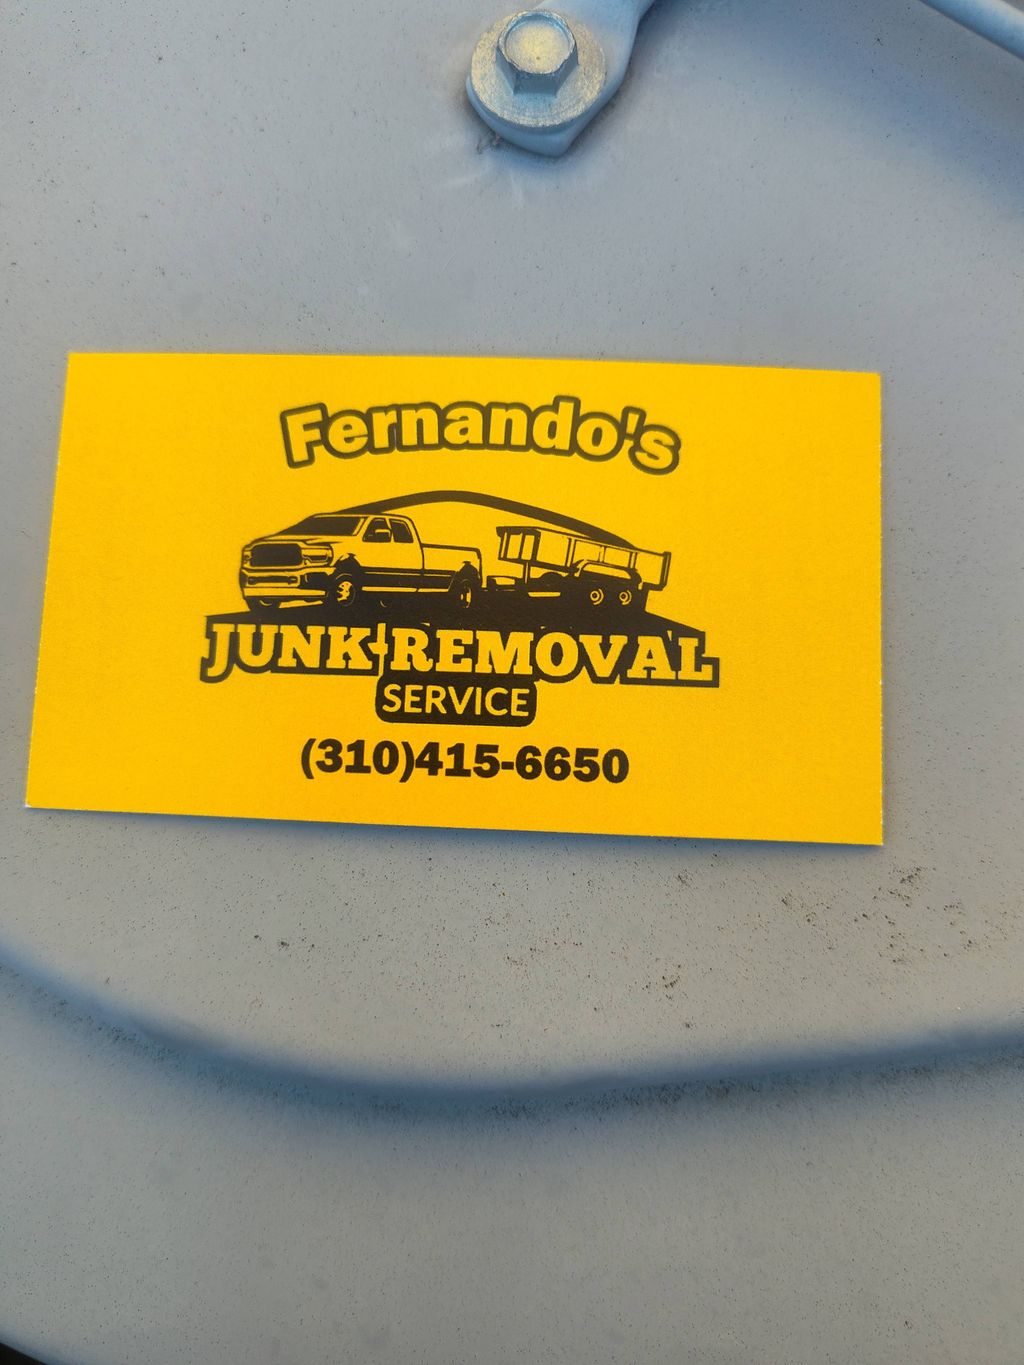 Fernando's
JUNK REMOVAL
SERVICE
(310)415-6650